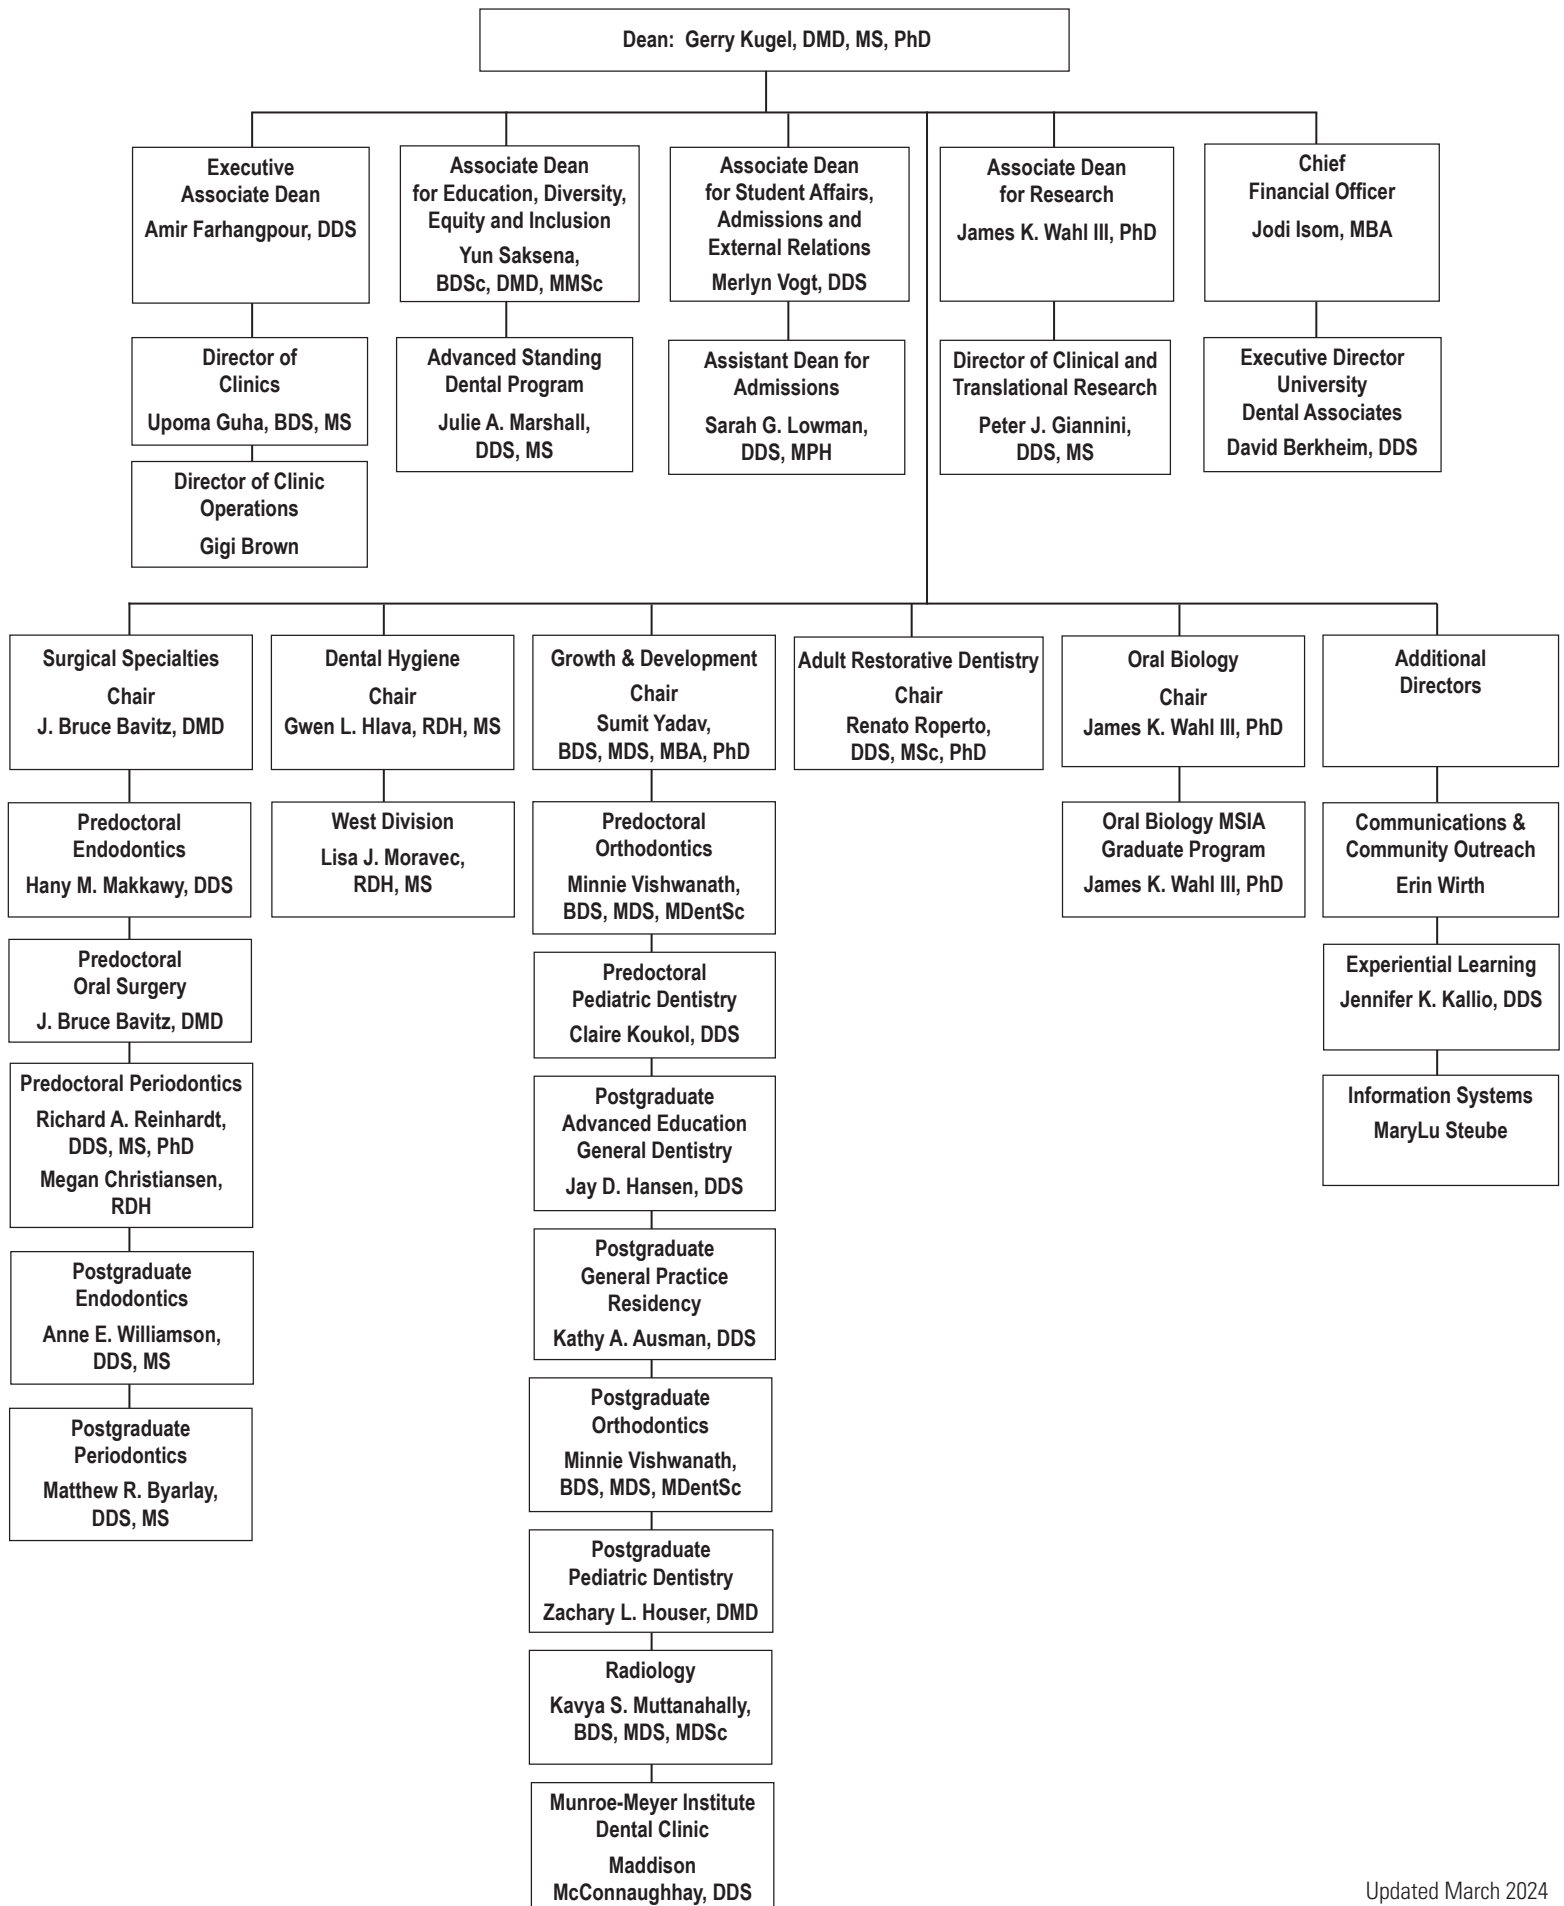 Dean: Gerry Kugel, DMD, MS, PhD
Executive
Associate Dean
Amir Farhangpour, DDS
Associate Dean
for Education, Diversity,
Equity and Inclusion
Yun Saksena,
BDSc, DMD, MMSc
Associate Dean
for Student Affairs,
Admissions and
External Relations
Merlyn Vogt, DDS
Associate Dean
for Research
James K. Wahl III, PhD
Chief
Financial Officer
Jodi Isom, MBA
Director of
Clinics
Upoma Guha, BDS, MS
Advanced Standing
Dental Program
Julie A. Marshall,
DDS, MS
Assistant Dean for
Admissions
Sarah G. Lowman,
DDS, MPH
Director of Clinical and
Translational Research
Peter J. Giannini,
DDS, MS
Executive Director
University
Dental Associates
David Berkheim, DDS
Director of Clinic
Operations
Gigi Brown
Surgical Specialties
Chair
J. Bruce Bavitz, DMD
Predoctoral
Endodontics
Hany M. Makkawy, DDS
Predoctoral
Oral Surgery
J. Bruce Bavitz, DMD
Predoctoral Periodontics
Richard A. Reinhardt,
DDS, MS, PhD
Megan Christiansen,
RDH
Postgraduate
Endodontics
Anne E. Williamson,
DDS, MS
Postgraduate
Periodontics
Matthew R. Byarlay,
DDS, MS
Dental Hygiene
Chair
Gwen L. Hlava, RDH, MS
West Division
Lisa J. Moravec,
RDH, MS
Growth & Development
Chair
Sumit Yadav,
BDS, MDS, MBA, PhD
Predoctoral
Orthodontics
Minnie Vishwanath,
BDS, MDS, MDentSc
Predoctoral
Pediatric Dentistry
Claire Koukol, DDS
Postgraduate
Advanced Education
General Dentistry
Jay D. Hansen, DDS
Postgraduate
General Practice
Residency
Kathy A. Ausman, DDS
Postgraduate
Orthodontics
Minnie Vishwanath,
BDS, MDS, MDentSc
Postgraduate
Pediatric Dentistry
Zachary L. Houser, DMD
Radiology
Kavya S. Muttanahally,
BDS, MDS, MDSc
Munroe-Meyer Institute
Dental Clinic
Maddison
McConnaughhay, DDS
Adult Restorative Dentistry
Chair
Renato Roperto,
DDS, MSc, PhD
Oral Biology
Chair
James K. Wahl III, PhD
Oral Biology MSIA
Graduate Program
James K. Wahl III, PhD
Additional
Directors
Communications &
Community Outreach
Erin Wirth
Experiential Learning
Jennifer K. Kallio, DDS
Information Systems
MaryLu Steube
Updated March 2024